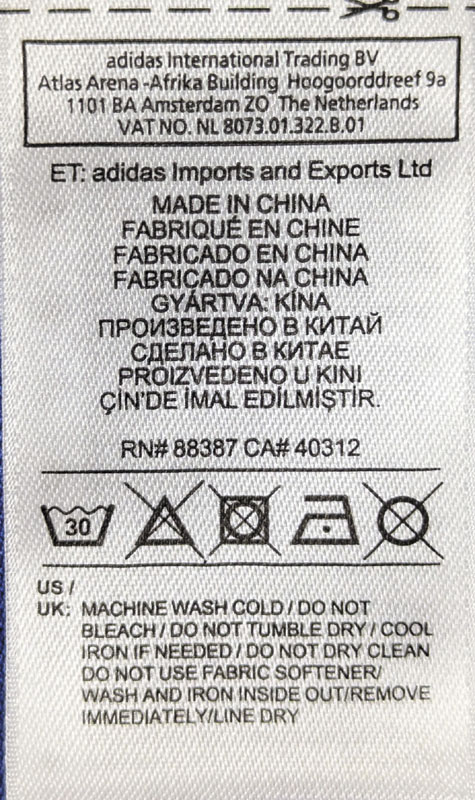 adidas International Trading BV
Atlas Arena -Afrika Building Hoogoorddreef 9a
1101 BA Amsterdam ZO The Netherlands
VAT NO. NL 8073.01.322.B.01
ET: adidas Imports and Exports Ltd
MADE IN CHINA
FABRIQUÉ EN CHINE
FABRICADO EN CHINA
FABRICADO NA CHINA
GYÁRTVA: KÍNA
ПРОИЗВЕДЕНО В КИТАЙ
СДЕЛАНО В КИТАЕ
PROIZVEDENO U KINI
ÇİN'DE İMAL EDİLMİŞTİR.
RN# 88387 CA# 40312
30
US /
UK: MACHINE WASH COLD / DO NOT
BLEACH / DO NOT TUMBLE DRY / COOL
IRON IF NEEDED / DO NOT DRY CLEAN
DO NOT USE FABRIC SOFTENER/
WASH AND IRON INSIDE OUT/REMOVE
IMMEDIATELY/LINE DRY